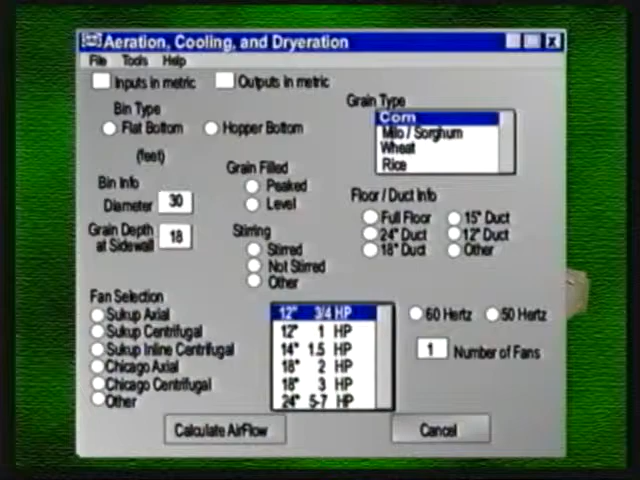 Aeration, Cooling, and Dryeration
File Tools Help
Inputs in metric Outputs in metric
Bin Type
Flat Bottom Hopper Bottom
Grain Type
Corn
Milo / Sorghum
Wheat
Rice
(feet)
Bin Info
Diameter 30
Grain Depth
at Sidewall 18
Grain Filled
Peaked
Level
Stirring
Stirred
Not Stirred
Other
Floor / Duct Info
Full Floor 15" Duct
24" Duct 12" Duct
18" Duct Other
Fan Selection
Sukup Axial
Sukup Centrifugal
Sukup Inline Centrifugal
Chicago Axial
Chicago Centrifugal
Other
12" 3/4 HP
12" 1 HP
14" 1.5 HP
18" 2 HP
18" 3 HP
24" 5-7 HP
60 Hertz 50 Hertz
1 Number of Fans
Calculate AirFlow Cancel